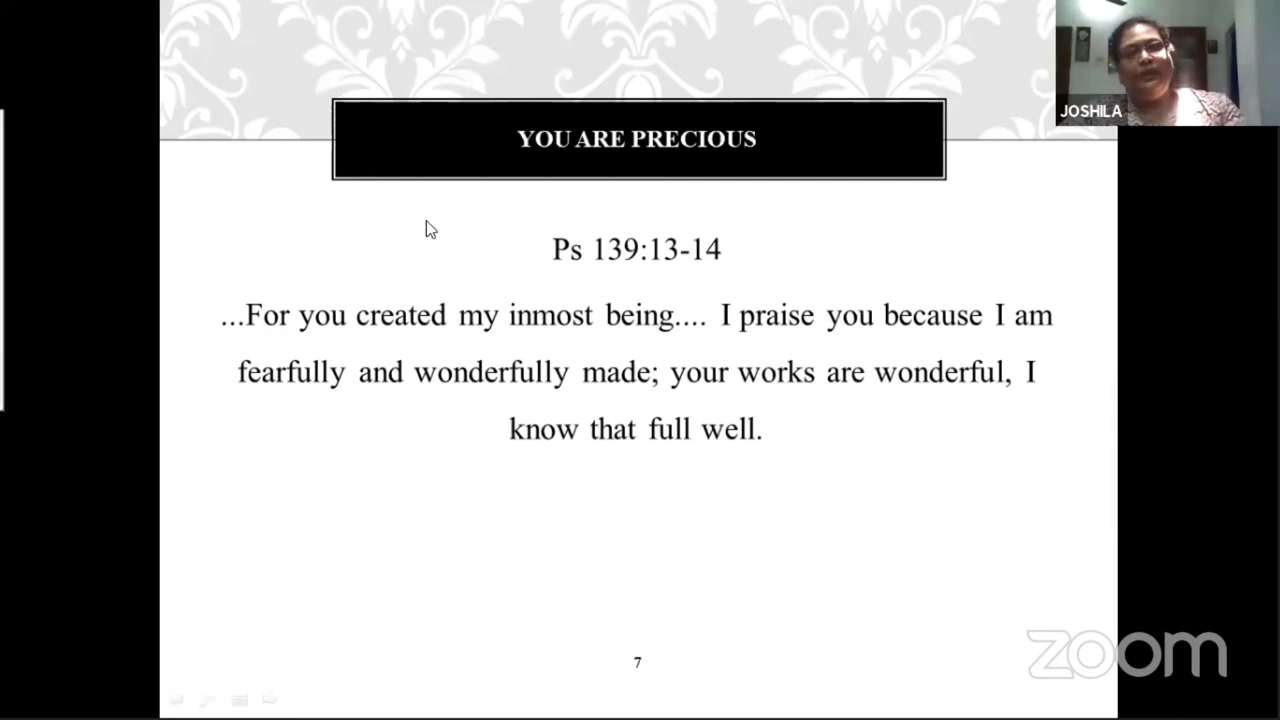 JOSHILA
YOU ARE PRECIOUS
Ps 139:13-14
...For you created my inmost being.... I praise you because I am
fearfully and wonderfully made; your works are wonderful, I
know that full well.
7
zoom